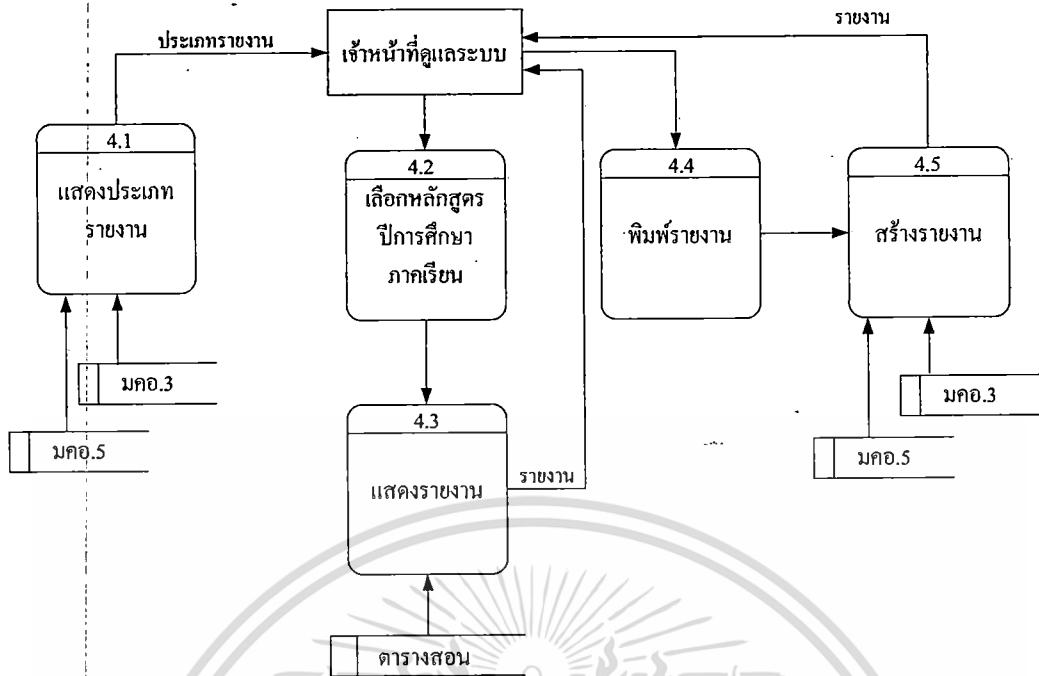 รายงาน
ประเภทรายงาน
เจ้าหน้าที่ดูแลระบบ
4.1
แสดงประเภท
รายงาน
4.2
เลือกหลักสูตร
ปีการศึกษา
ภาคเรียน
4.4
พิมพ์รายงาน
4.5
สร้างรายงาน
มคอ.3
มคอ.5
4.3
แสดงรายงาน
รายงาน
มคอ.3
มคอ.5
ตารางสอน